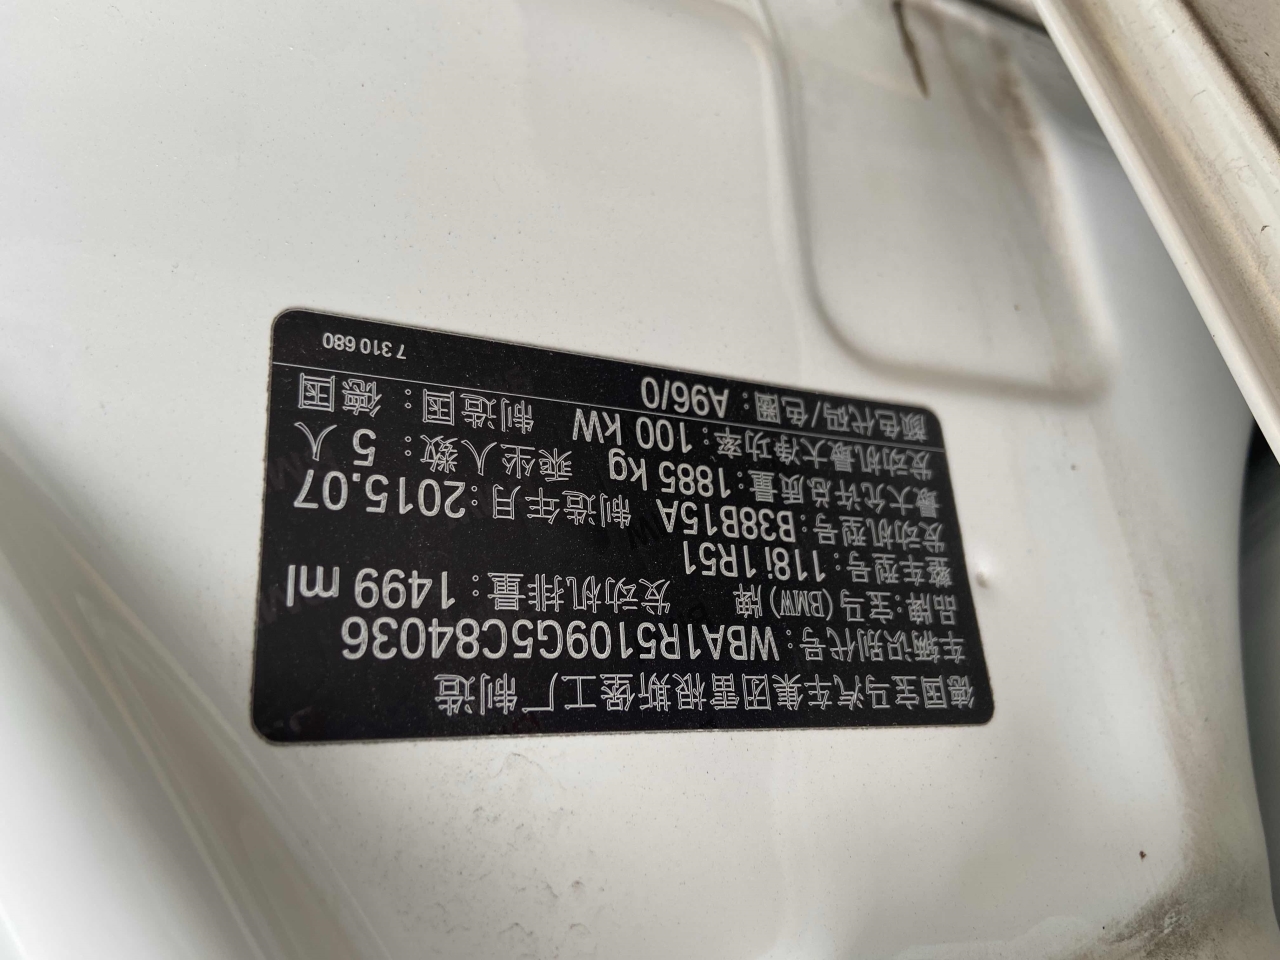 德国宝马汽车集团雷根斯堡工厂 制造
车辆识别代号：WBA1R5109G5C84036
品牌：宝马(BMW)牌 发动机排量：1499 ml
整车型号：118i 1R51
发动机型号：B38B15A 制造年月：2015.07
最大允许总质量：1885 kg 乘坐人数：5 人
发动机最大净功率：100 kW 制造国：德国
颜色代码/色圈：A96/0
7 310 680